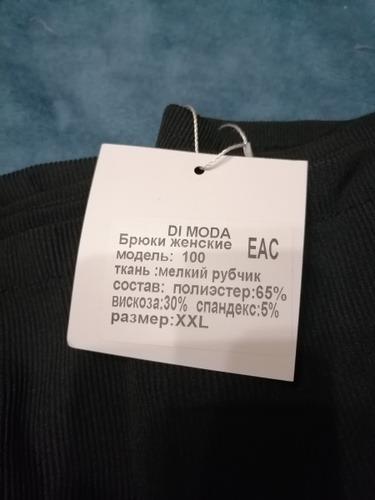 DI MODA
Брюки женские EAC
модель: 100
ткань :мелкий рубчик
состав: полиэстер:65%
вискоза:30% спандекс:5%
размер:XXL